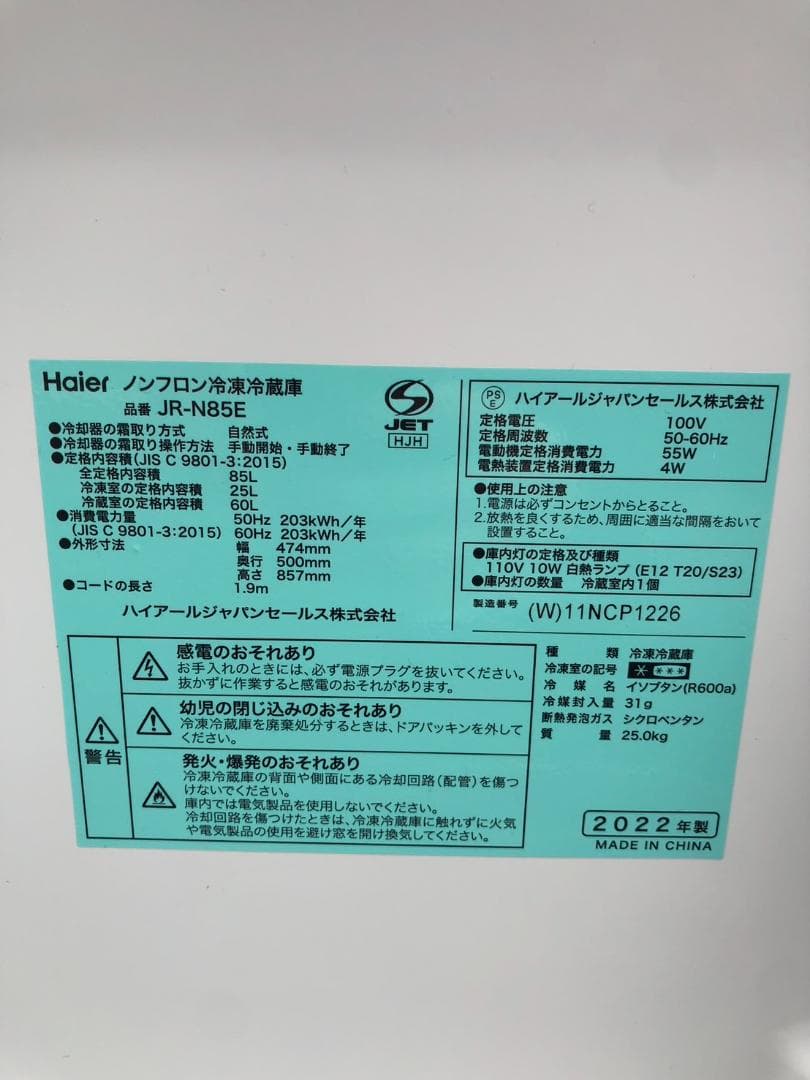 Haier ノンフロン冷凍冷蔵庫
品番 JR-N85E
●冷却器の霜取り方式 自然式
●冷却器の霜取り操作方法 手動開始・手動終了
●定格内容積(JIS C 9801-3:2015)
全定格内容積 85L
冷凍室の定格内容積 25L
冷蔵室の定格内容積 60L
●消費電力量 50Hz 203kWh/年
(JIS C 9801-3:2015) 60Hz 203kWh/年
●外形寸法 幅 474mm
奥行 500mm
高さ 857mm
●コードの長さ 1.9m
ハイアールジャパンセールス株式会社
S
JET
HJH
PS
E
ハイアールジャパンセールス株式会社
定格電圧 100V
定格周波数 50-60Hz
電動機定格消費電力 55W
電熱装置定格消費電力 4W
●使用上の注意
1.電源は必ずコンセントからとること。
2.放熱を良くするため、周囲に適当な間隔をおいて
設置すること。
●庫内灯の定格及び種類
110V 10W 白熱ランプ (E12 T20/S23)
●庫内灯の数量 冷蔵室内1個
製造番号 (W)11NCP1226
警告
感電のおそれあり
お手入れのときには、必ず電源プラグを抜いてください。
抜かずに作業すると感電のおそれがあります。
幼児の閉じ込みのおそれあり
冷凍冷蔵庫を廃棄処分するときは、ドアパッキンを外して
ください。
発火・爆発のおそれあり
冷凍冷蔵庫の背面や側面にある冷却回路(配管)を傷つ
けないでください。
庫内では電気製品を使用しないでください。
冷却回路を傷つけたときは、冷凍冷蔵庫に触れずに火気
や電気製品の使用を避け窓を開け換気してください。
種類 冷凍冷蔵庫
冷凍室の記号 * ***
冷媒名 イソブタン(R600a)
冷媒封入量 31g
断熱発泡ガス シクロペンタン
質量 25.0kg
2022年製
MADE IN CHINA